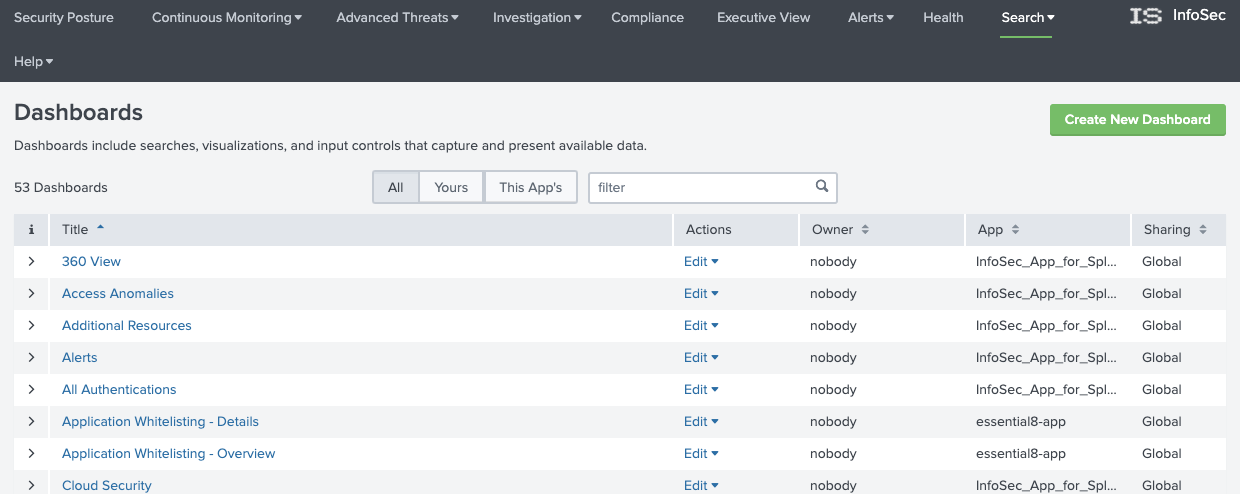 Security Posture Continuous Monitoring Advanced Threats Investigation Compliance Executive View Alerts Health Search IS InfoSec
Help
Dashboards
Create New Dashboard
Dashboards include searches, visualizations, and input controls that capture and present available data.
53 Dashboards All Yours This App's filter
i Title Actions Owner App Sharing
360 View Edit nobody InfoSec_App_for_Spl... Global
Access Anomalies Edit nobody InfoSec_App_for_Spl... Global
Additional Resources Edit nobody InfoSec_App_for_Spl... Global
Alerts Edit nobody InfoSec_App_for_Spl... Global
All Authentications Edit nobody InfoSec_App_for_Spl... Global
Application Whitelisting - Details Edit nobody essential8-app Global
Application Whitelisting - Overview Edit nobody essential8-app Global
Cloud Security Edit nobody InfoSec_App_for_Spl... Global